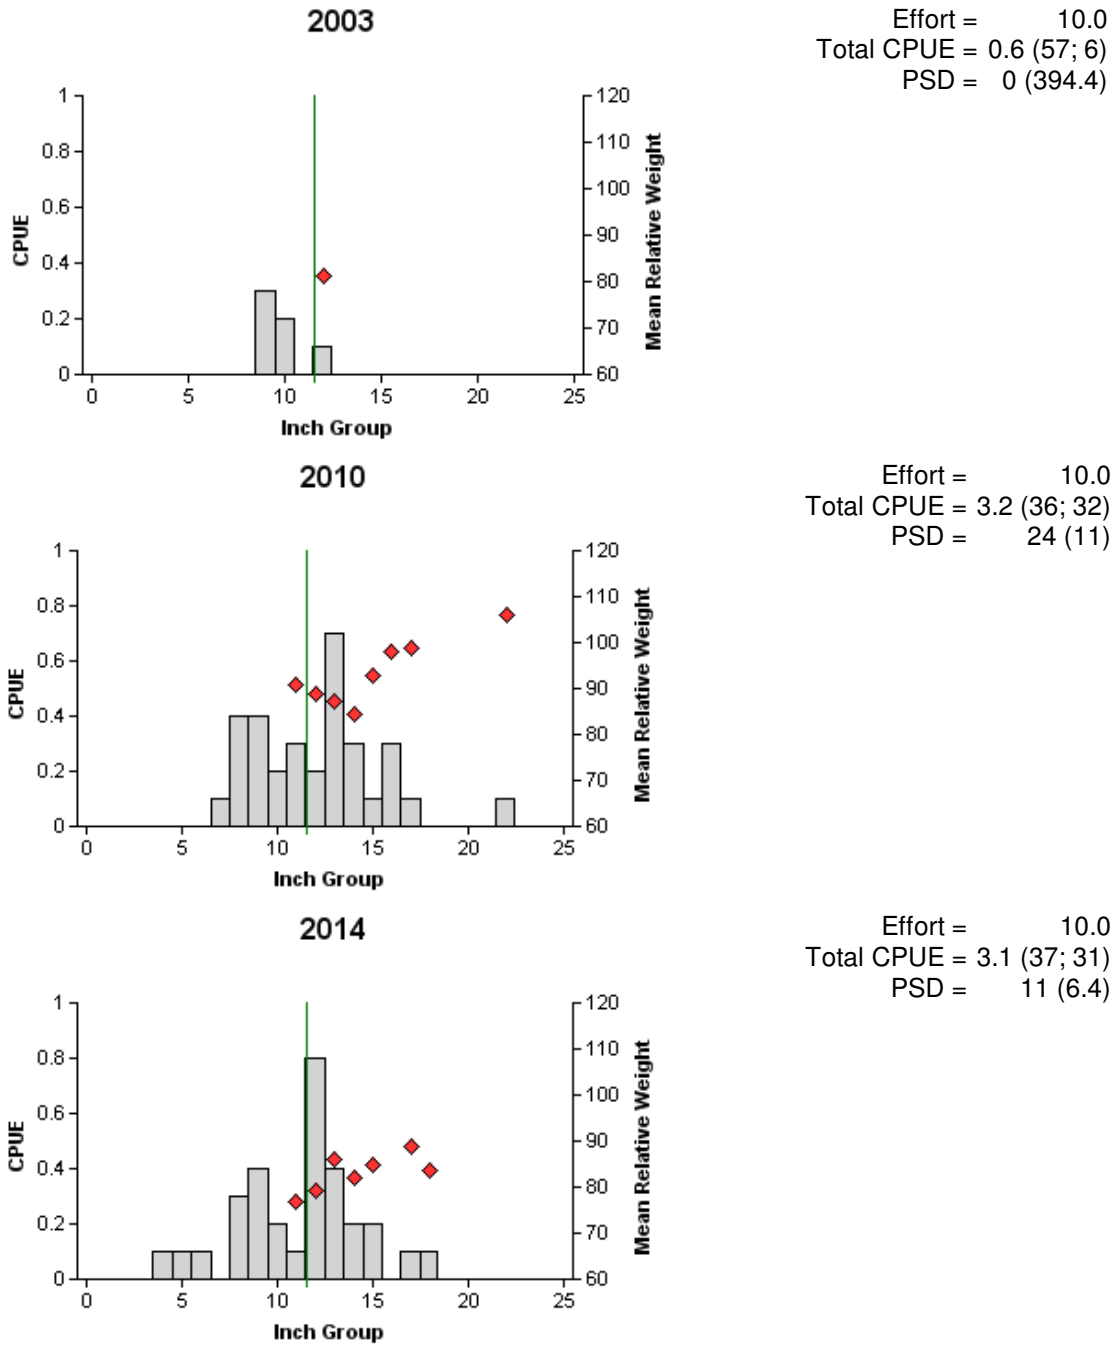 2003
Effort = 10.0
Total CPUE = 0.6 (57; 6)
PSD = 0 (394.4)
1
0.8
0.6
0.4
0.2
0
CPUE
120
110
100
90
80
70
60
Mean Relative Weight
0 5 10 15 20 25
Inch Group
2010
Effort = 10.0
Total CPUE = 3.2 (36; 32)
PSD = 24 (11)
1
0.8
0.6
0.4
0.2
0
CPUE
120
110
100
90
80
70
60
Mean Relative Weight
0 5 10 15 20 25
Inch Group
2014
Effort = 10.0
Total CPUE = 3.1 (37; 31)
PSD = 11 (6.4)
1
0.8
0.6
0.4
0.2
0
CPUE
120
110
100
90
80
70
60
Mean Relative Weight
0 5 10 15 20 25
Inch Group